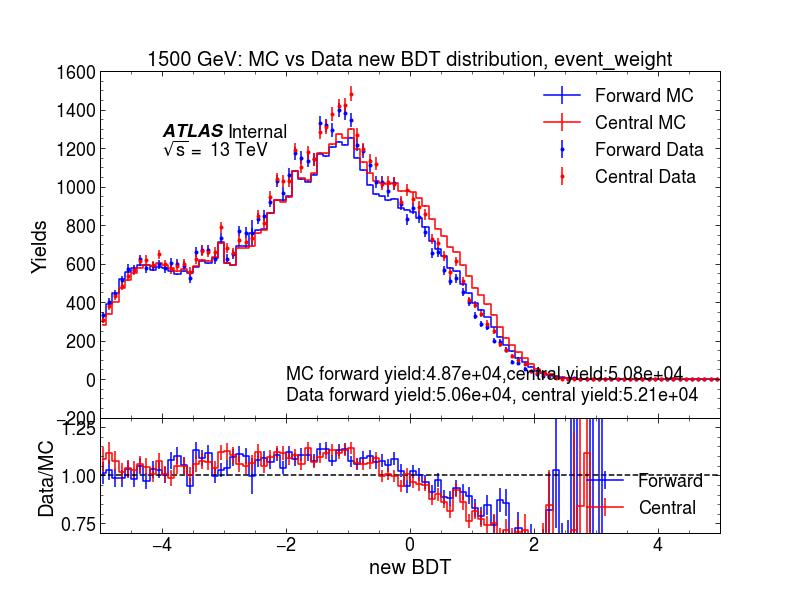 1500 GeV: MC vs Data new BDT distribution, event_weight
1600
1400
1200
1000
800
600
400
200
0
−200
Yields
ATLAS Internal
√s = 13 TeV
Forward MC
Central MC
Forward Data
Central Data
MC forward yield:4.87e+04,central yield:5.08e+04
Data forward yield:5.06e+04, central yield:5.21e+04
1.25
1.00
0.75
Data/MC
Forward
Central
−4
−2
0
2
4
new BDT